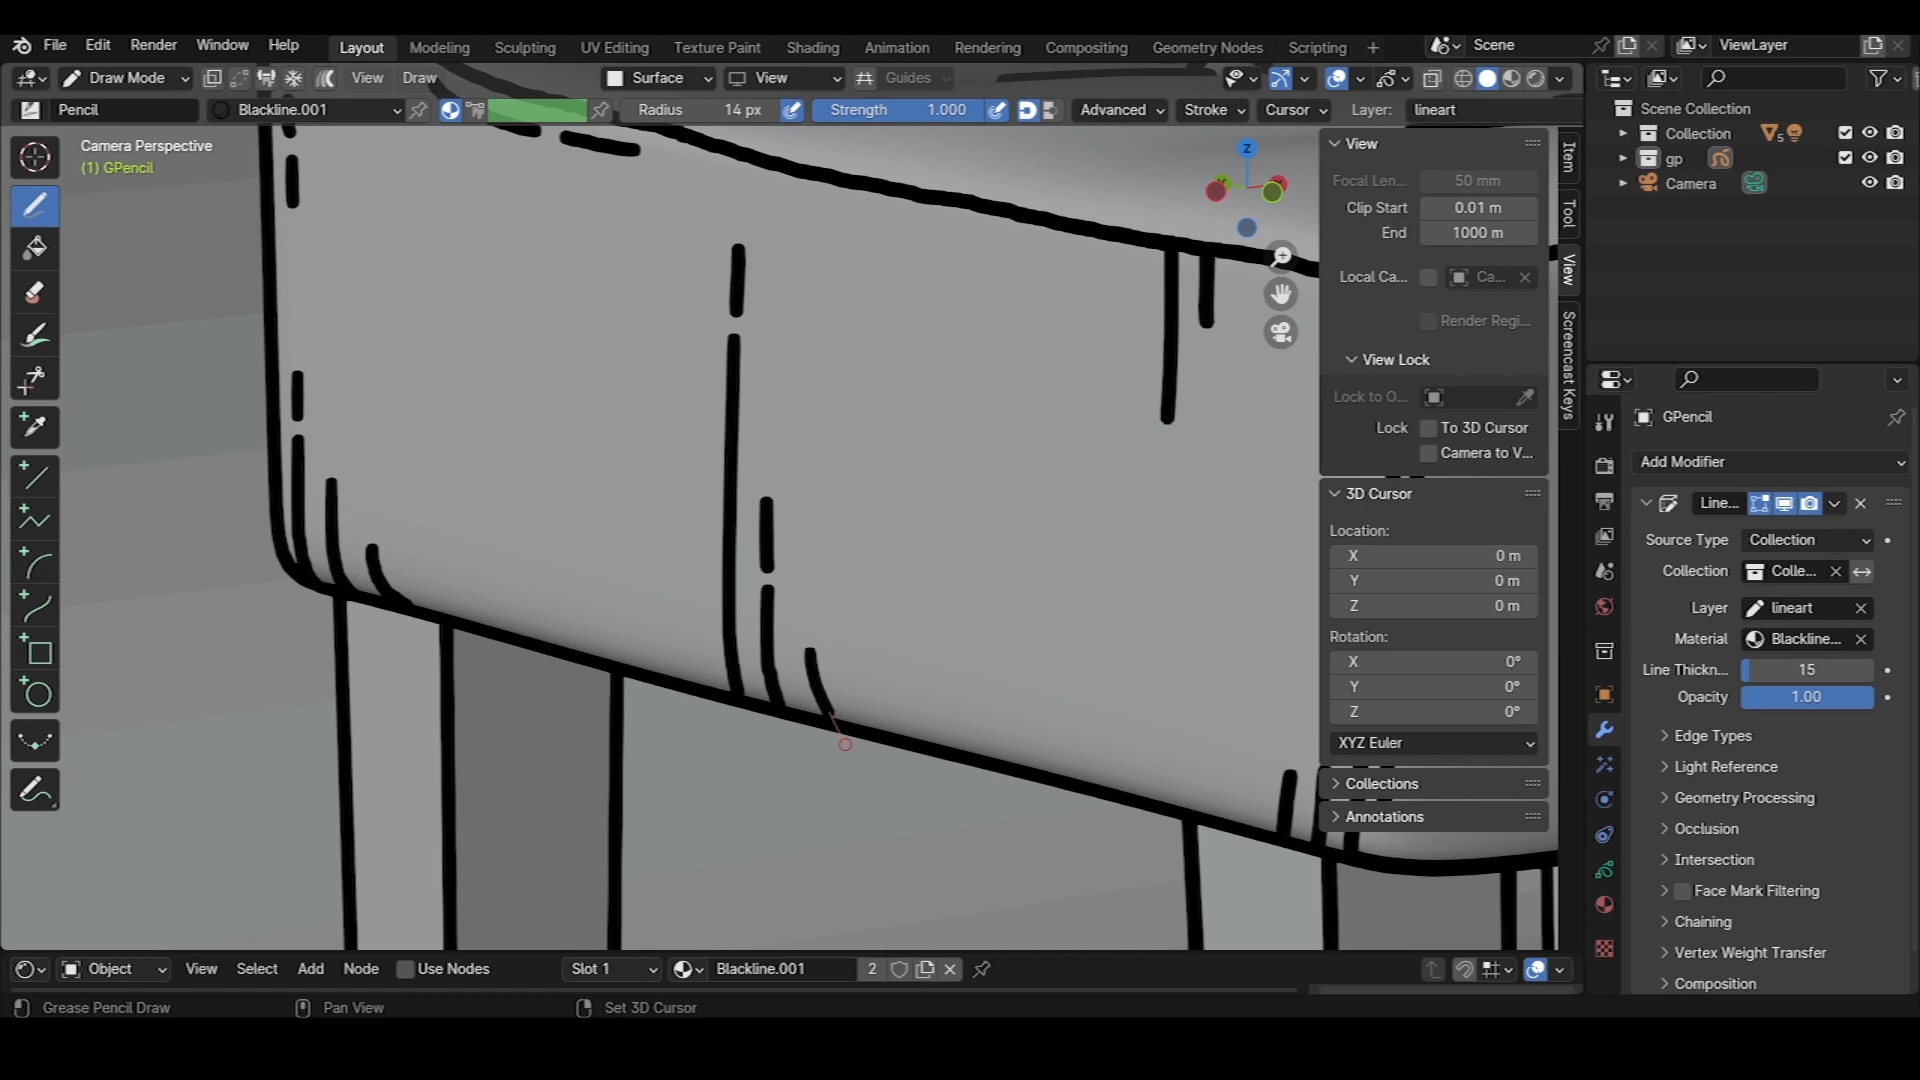 File Edit Render Window Help Layout Modeling Sculpting UV Editing Texture Paint Shading Animation Rendering Compositing Geometry Nodes Scripting + Scene ViewLayer
Draw Mode View Draw Surface View Guides
Pencil Blackline.001 Radius 14 px Strength 1.000 Advanced Stroke Cursor Layer: lineart
Camera Perspective
(1) GPencil
Z
View
Focal Len... 50 mm
Clip Start 0.01 m
End 1000 m
Local Ca... Ca...
Render Regi...
View Lock
Lock to O...
Lock To 3D Cursor
Camera to V...
3D Cursor
Location:
X 0 m
Y 0 m
Z 0 m
Rotation:
X 0°
Y 0°
Z 0°
XYZ Euler
Collections
Annotations
Item
Tool
View
Screencast Keys
Scene Collection
Collection 5
gp
Camera
GPencil
Add Modifier
Line...
Source Type Collection
Collection Colle...
Layer lineart
Material Blackline...
Line Thickn... 15
Opacity 1.00
Edge Types
Light Reference
Geometry Processing
Occlusion
Intersection
Face Mark Filtering
Chaining
Vertex Weight Transfer
Composition
Object View Select Add Node Use Nodes Slot 1 Blackline.001 2
Grease Pencil Draw Pan View Set 3D Cursor